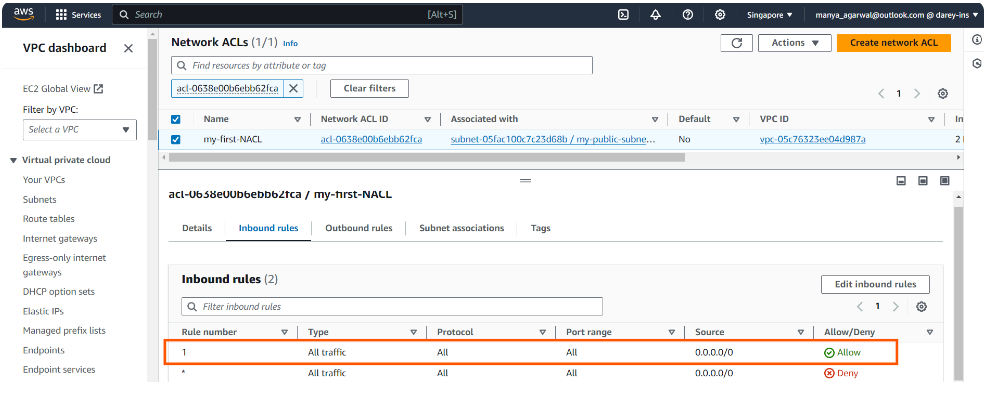 aws Services Search [Alt+S] Singapore ▼ manya_agarwal@outlook.com @ darey-ins ▼
VPC dashboard
EC2 Global View
Filter by VPC:
Select a VPC
Virtual private cloud
Your VPCs
Subnets
Route tables
Internet gateways
Egress-only internet
gateways
DHCP option sets
Elastic IPs
Managed prefix lists
Endpoints
Endpoint services
Network ACLs (1/1) Info
Actions ▼ Create network ACL
Find resources by attribute or tag
acl-0638e00b6ebb62fca Clear filters
1
Name Network ACL ID Associated with Default VPC ID In
my-first-NACL acl-0638e00b6ebb62fca subnet-05fac100c7c23d68b / my-public-subne... No vpc-05c76323ee04d987a 2
acl-0638e00b6ebb62fca / my-first-NACL
Details Inbound rules Outbound rules Subnet associations Tags
Inbound rules (2)
Edit inbound rules
Filter inbound rules
1
Rule number Type Protocol Port range Source Allow/Deny
1 All traffic All All 0.0.0.0/0 Allow
* All traffic All All 0.0.0.0/0 Deny